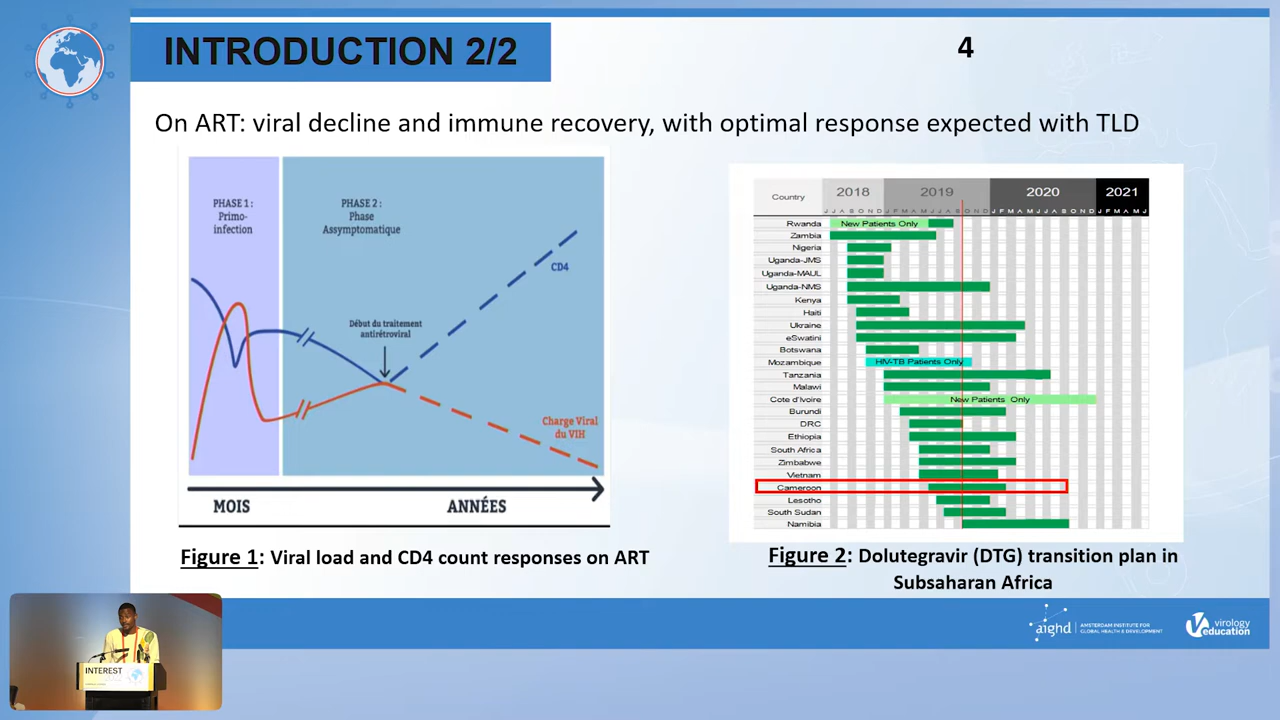 INTRODUCTION 2/2
4
On ART: viral decline and immune recovery, with optimal response expected with TLD
PHASE 1 :
Primo-
infection
PHASE 2 :
Phase
Assymptomatique
CD4
Début du traitement
antirétroviral
Charge Viral
du VIH
MOIS
ANNÉES
Figure 1: Viral load and CD4 count responses on ART
Country
2018
2019
2020
2021
J J A S O N D J F M A M J J A S O N D J F M A M J J A S O N D J F M A M J
Rwanda
New Patients Only
Zambia
Nigeria
Uganda-JMS
Uganda-MAUL
Uganda-NMS
Kenya
Haiti
Ukraine
eSwatini
Botswana
Mozambique
HIV-TB Patients Only
Tanzania
Malawi
Cote d'Ivoire
New Patients Only
Burundi
DRC
Ethiopia
South Africa
Zimbabwe
Vietnam
Cameroon
Lesotho
South Sudan
Namibia
Figure 2: Dolutegravir (DTG) transition plan in
Subsaharan Africa
INTEREST
aighd
AMSTERDAM INSTITUTE FOR
GLOBAL HEALTH & DEVELOPMENT
virology
education